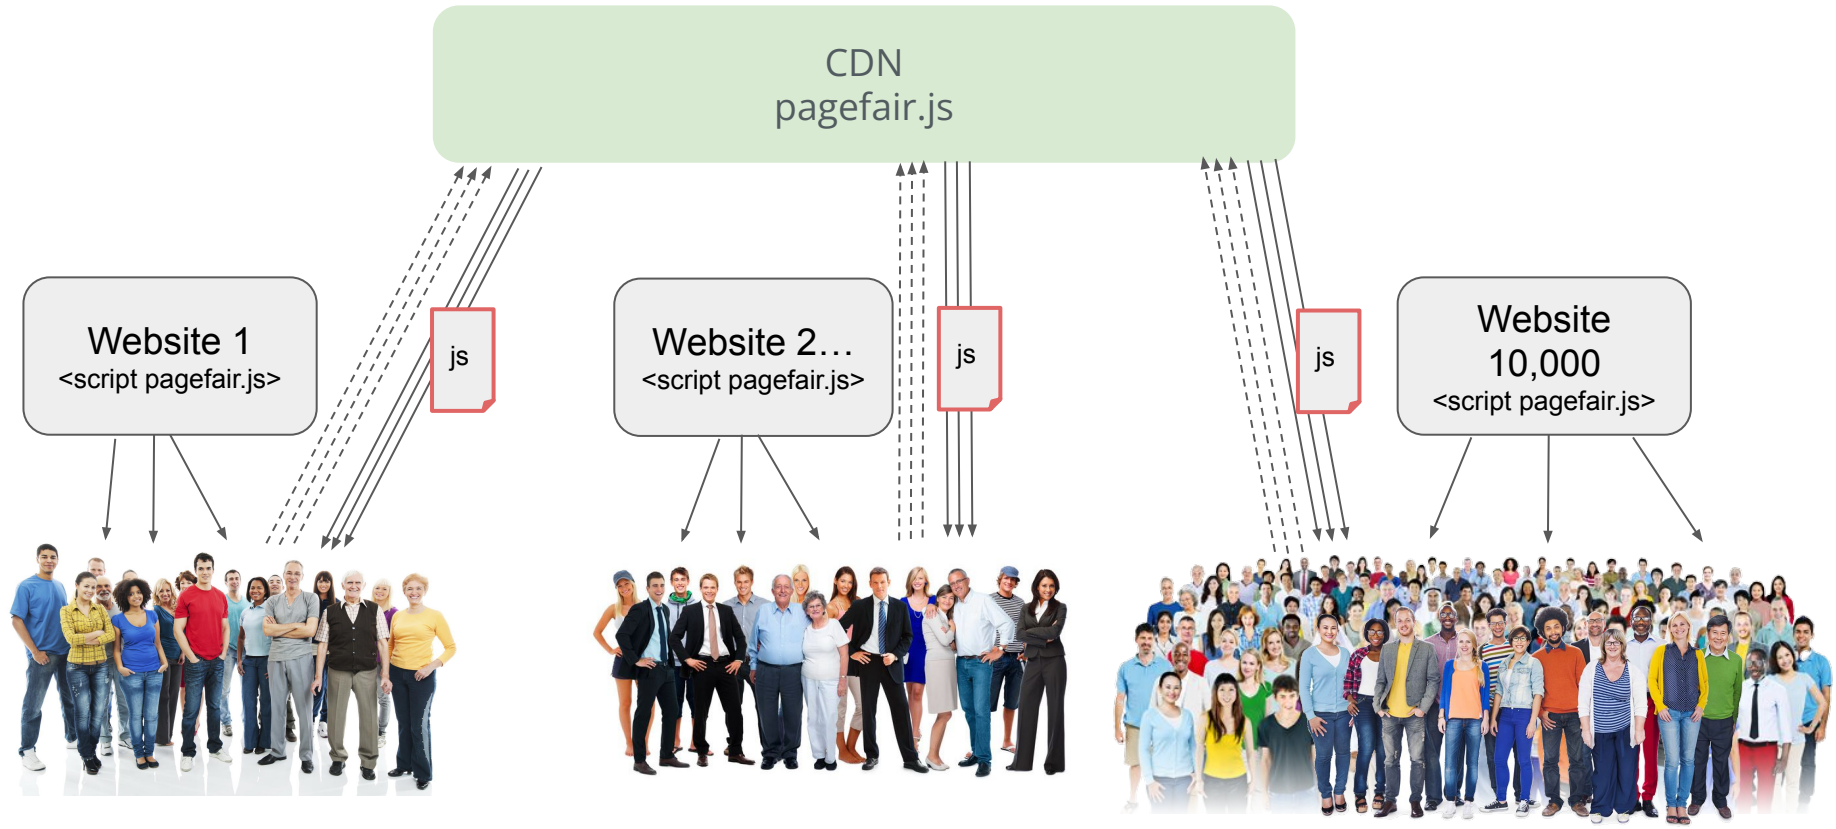 CDN
pagefair.js
Website 1
<script pagefair.js>
js
Website 2…
<script pagefair.js>
js
js
Website
10,000
<script pagefair.js>